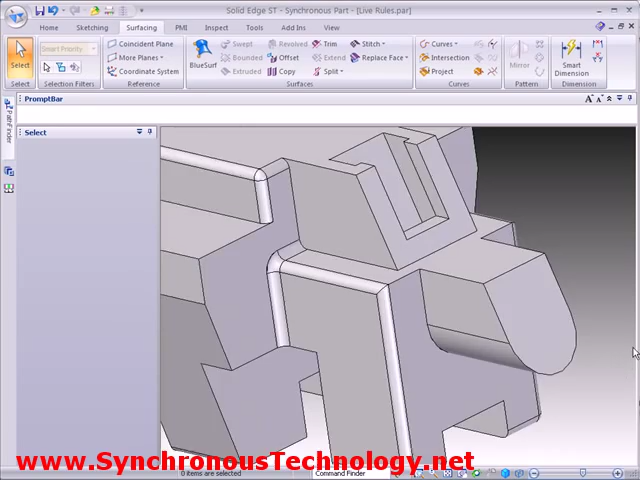 Solid Edge ST - Synchronous Part - [Live Rules.par]
Home Sketching Surfacing PMI Inspect Tools Add Ins View
Select
Smart Priority
Selection Filters
Coincident Plane
More Planes
Coordinate System
Reference
BlueSurf
Swept
Bounded
Extruded
Revolved
Offset
Copy
Trim
Extend
Split
Stitch
Replace Face
Surfaces
Curves
Intersection
Project
Curves
Mirror
Pattern
Smart Dimension
Dimension
Select
PathFinder
PromptBar
Select
www.SynchronousTechnology.net
0 items are selected
Command Finder